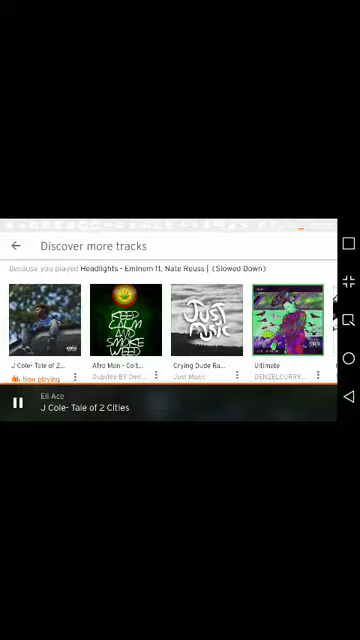 Discover more tracks
Because you played Headlights - Eminem ft. Nate Reuss | (Slowed Down)
KEEP
CALM
AND
SMOKE
WEED
Just
music
J Cole- Tale of 2...
Afro Man - Colt...
Crying Dude Ra...
Ultimate
Now playing
Dubstep BY Desi...
Just Music
DENZELCURRY...
Eli Ace
J Cole- Tale of 2 Cities